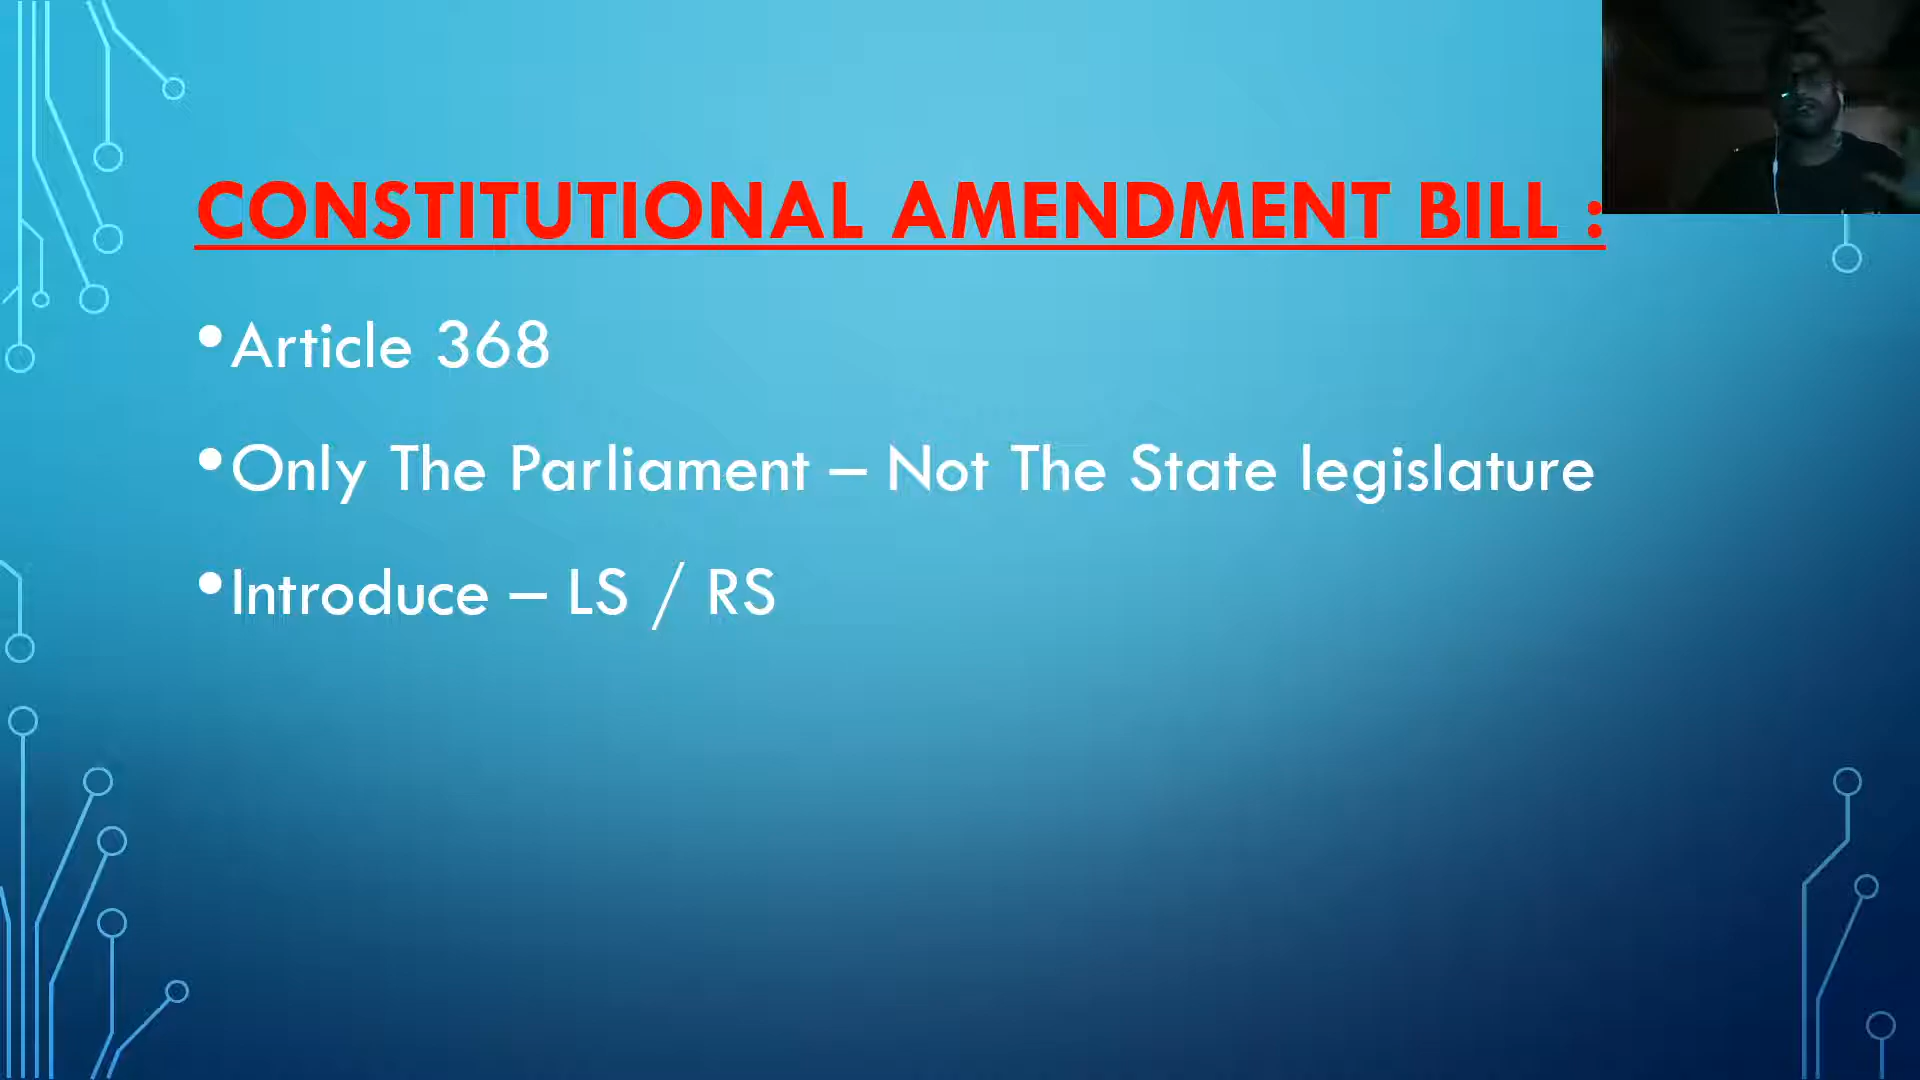 CONSTITUTIONAL AMENDMENT BILL :
•Article 368
•Only The Parliament – Not The State legislature
•Introduce – LS / RS